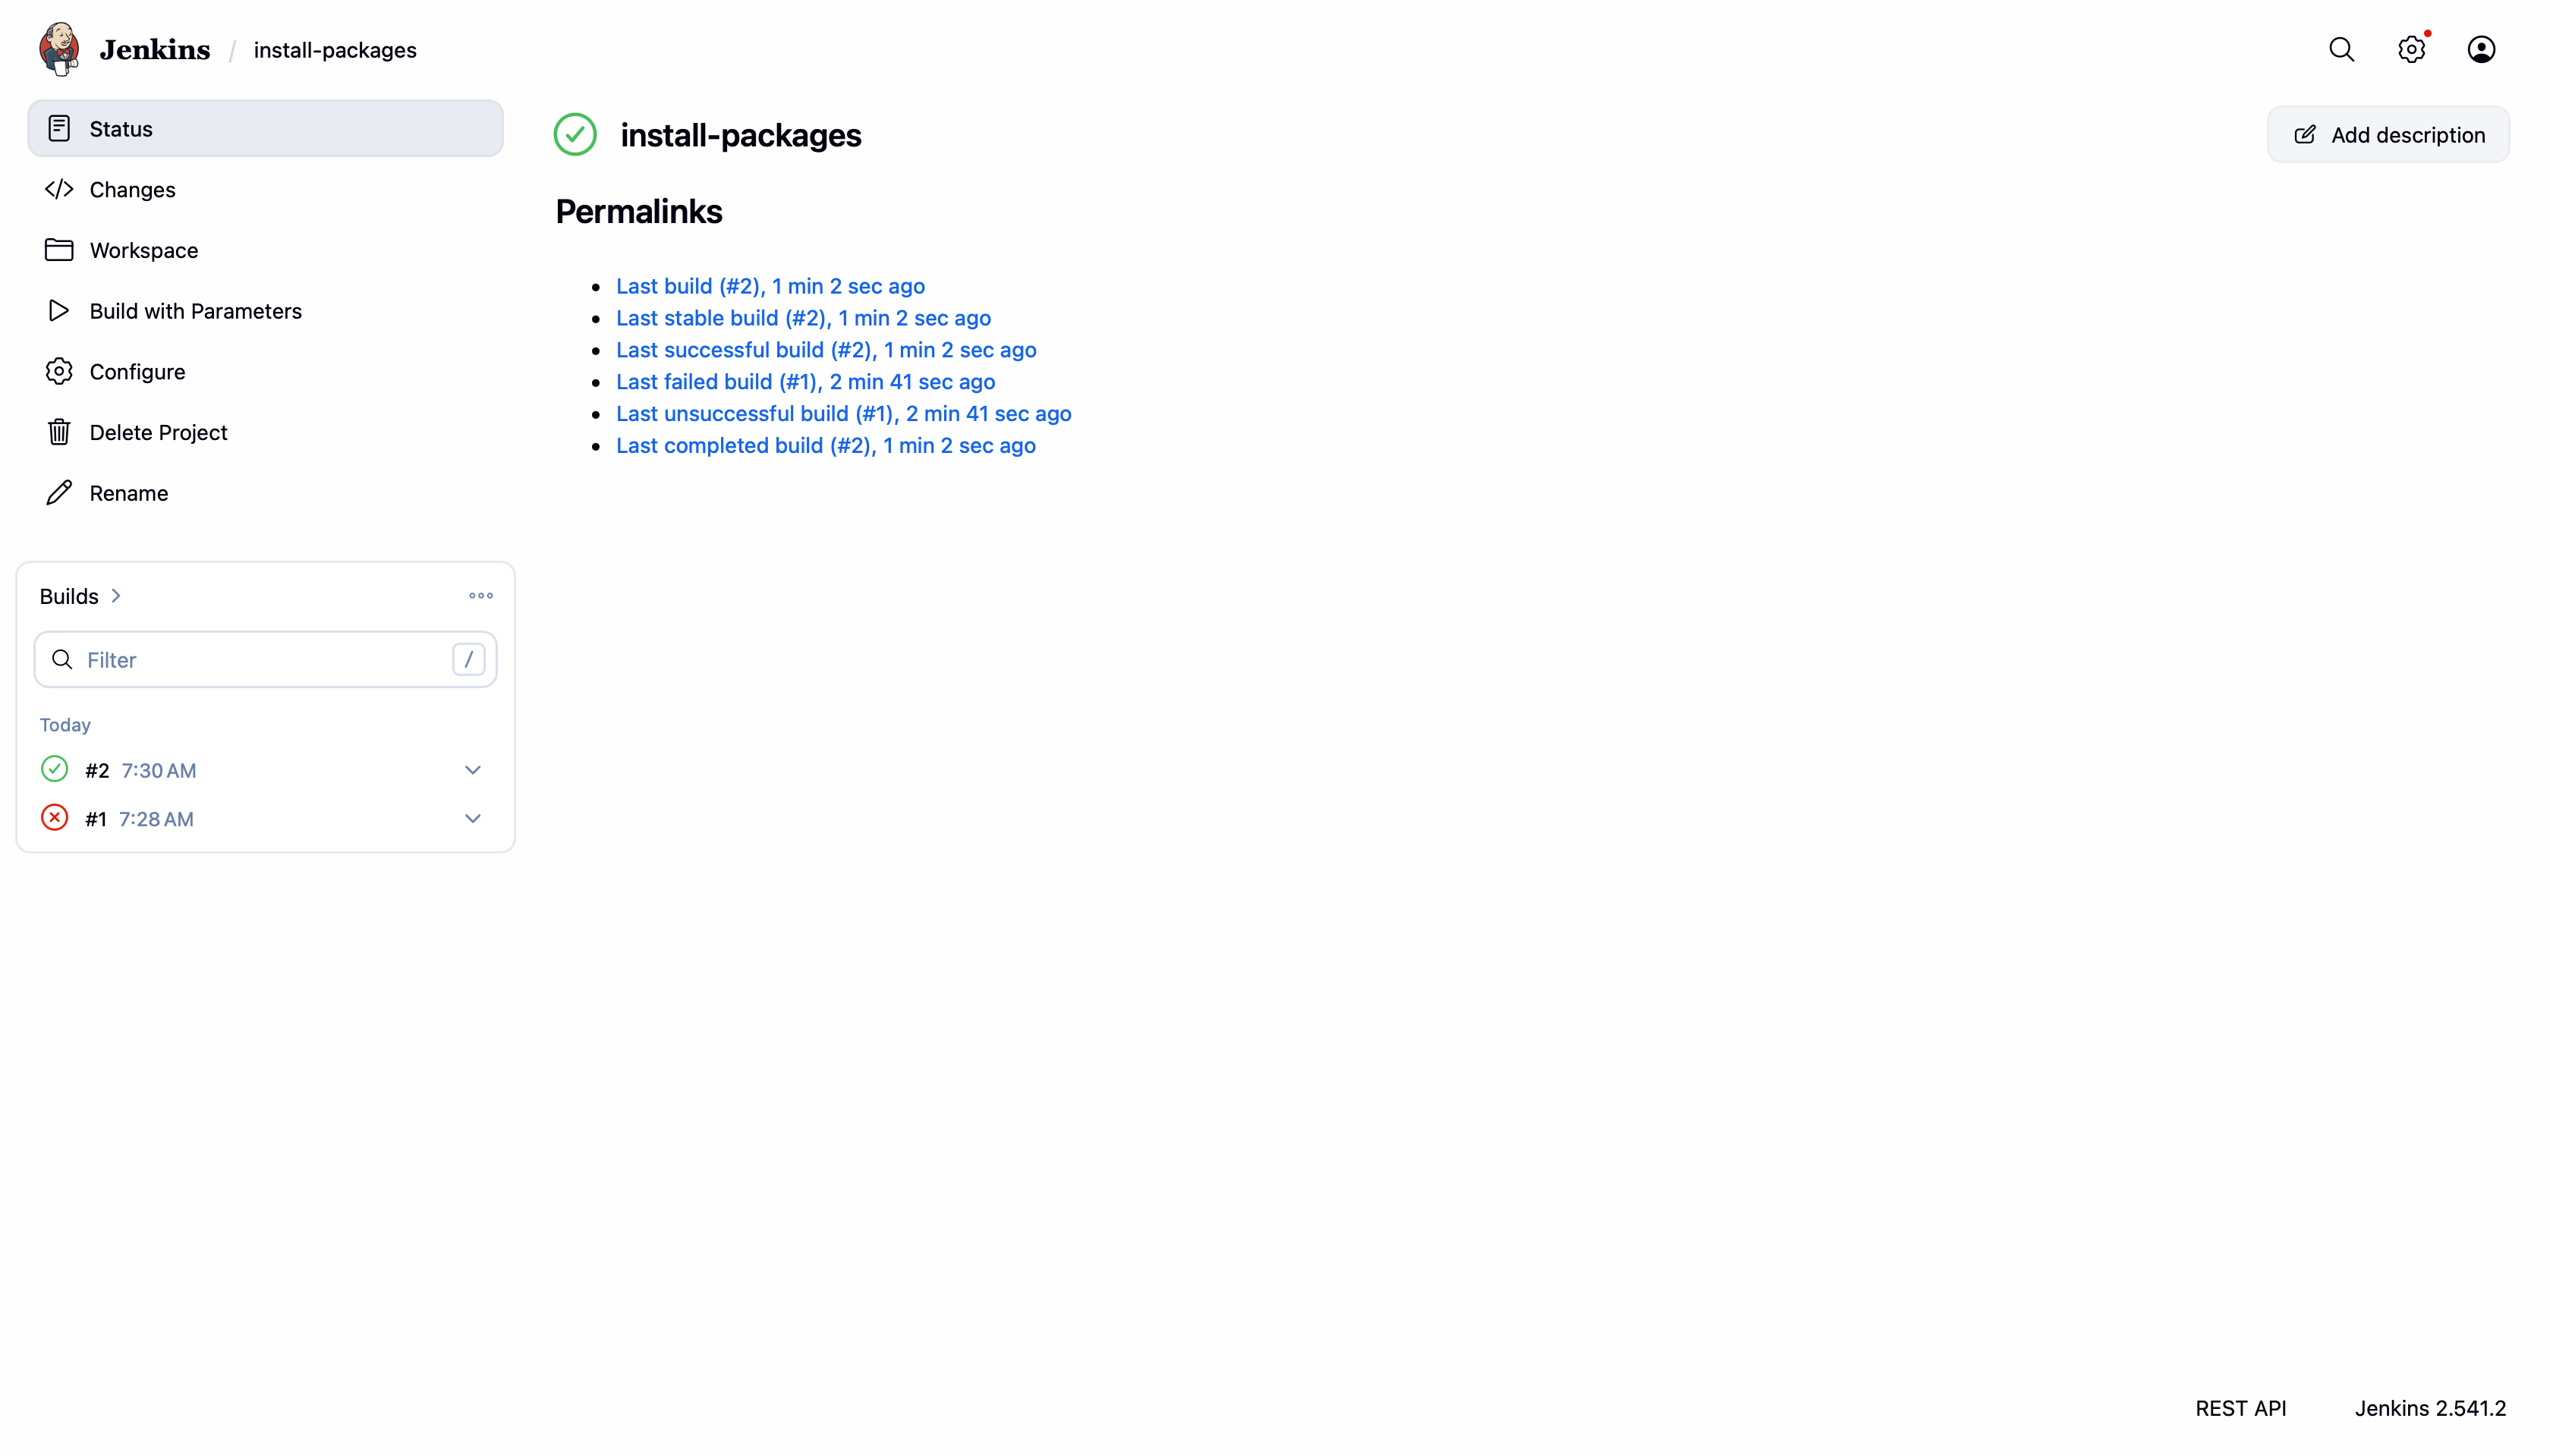 Jenkins / install-packages
Status
Changes
Workspace
Build with Parameters
Configure
Delete Project
Rename
Builds
Filter /
Today
#2 7:30 AM
#1 7:28 AM
install-packages
Add description
Permalinks
Last build (#2), 1 min 2 sec ago
Last stable build (#2), 1 min 2 sec ago
Last successful build (#2), 1 min 2 sec ago
Last failed build (#1), 2 min 41 sec ago
Last unsuccessful build (#1), 2 min 41 sec ago
Last completed build (#2), 1 min 2 sec ago
REST API Jenkins 2.541.2